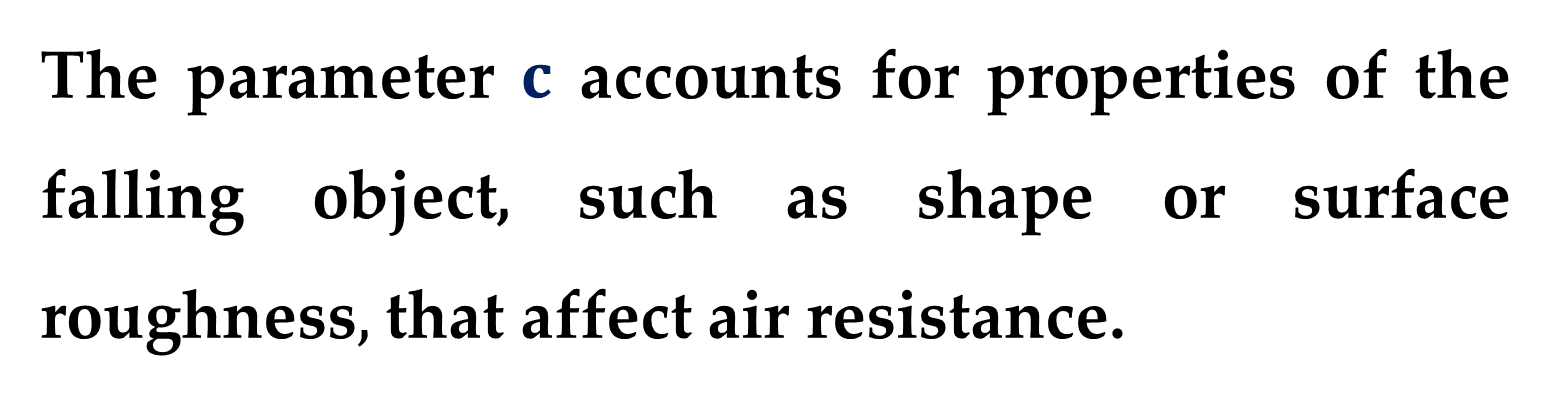 The parameter c accounts for properties of the
falling object, such as shape or surface
roughness, that affect air resistance.